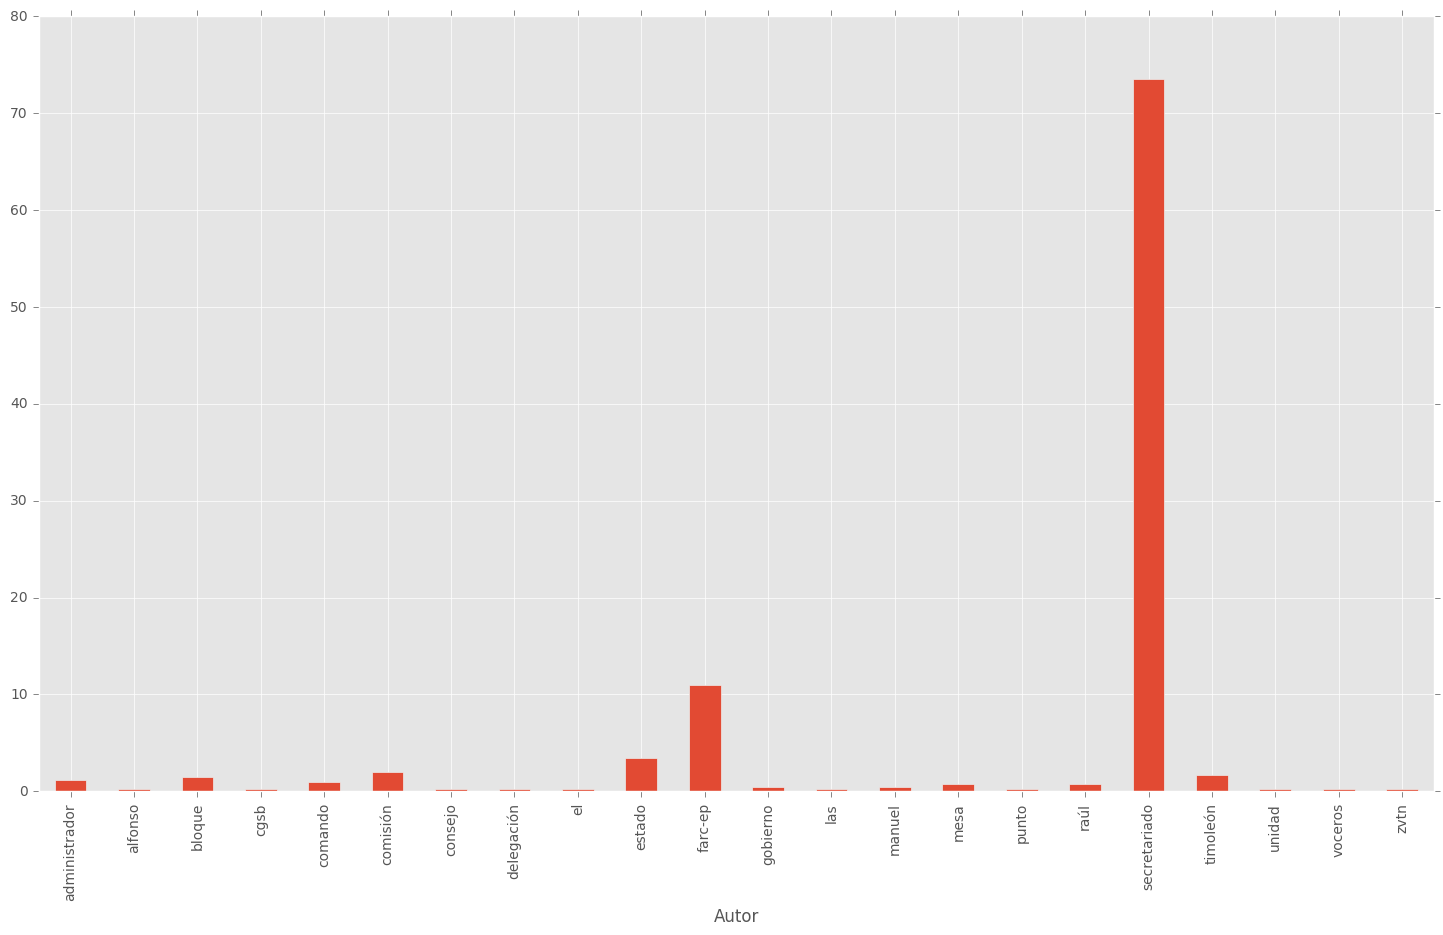 80
70
60
50
40
30
20
10
0
administrador
alfonso
bloque
cgsb
comando
comisión
consejo
delegación
el
estado
farc-ep
gobierno
las
manuel
mesa
punto
raúl
secretariado
timoleón
unidad
voceros
zvtn
Autor